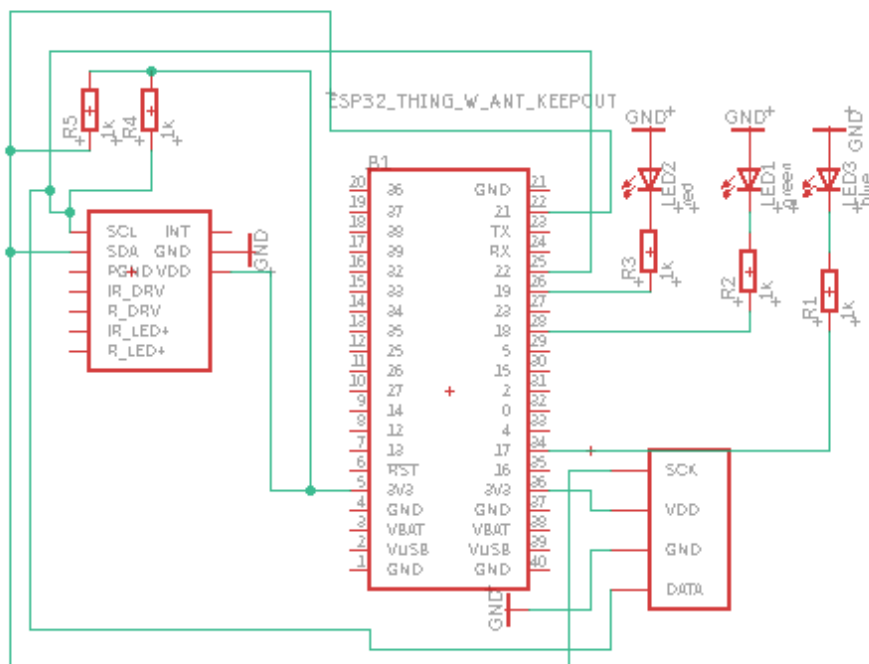 ESP32_THING_W_ANT_KEEPOUT
R5
1k
R4
1k
GND
GND
GND
LED2
red
LED1
green
LED3
blue
R3
1k
R2
1k
R1
1k
SCL INT
SDA GND
PGND VDD
IR_DRV
R_DRV
IR_LED+
R_LED+
GND
B1
20 36 GND 21
19 37 21 22
18 38 TX 23
17 39 RX 24
16 32 22 25
15 33 19 26
14 34 23 27
13 35 18 28
12 25 5 29
11 26 15 30
10 27 2 31
9 14 0 32
8 12 4 33
7 13 17 34
6 RST 16 35
5 3V3 3V3 36
4 GND GND 37
3 VBAT VBAT 38
2 VUSB VUSB 39
1 GND GND 40
GND
SCK
VDD
GND
DATA